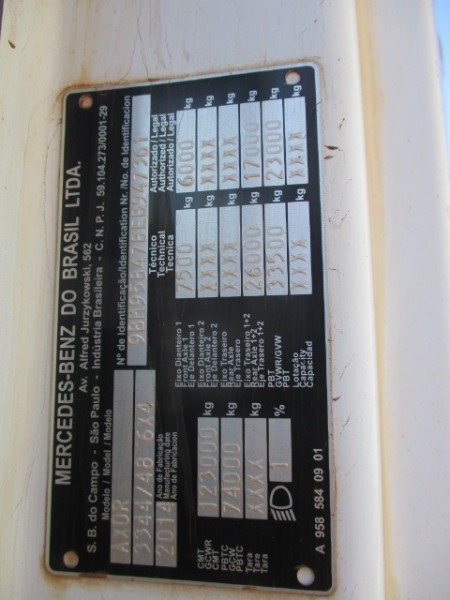 MERCEDES-BENZ DO BRASIL LTDA.
Av. Alfred Jurzykowski, 562
S. B. do Campo - São Paulo - Indústria Brasileira - C. N. P. J. 59.104.273/0001-29
Modelo / Model / Modelo
Nº de Identificação/Identification Nr. /No. de Identificacion
AXOR
3344/48 6X4
2014
Ano de Fabricação
Manufacturing date
Ano de Fabricacion
Técnico
Technical
Tecnica
Autorizado/Legal
Authorized / Legal
Autorizado/Legal
CMT
GCWR
CMT
123000 kg
Eixo Dianteiro 1
Front Axle 1
Eje Delantero 1
7500 kg
6000 kg
PBTC
GCW
PBTC
74000 kg
Eixo Dianteiro 2
Front Axle 2
Eje Delantero 2
XXXX kg
XXXX kg
Tara
Tare
Tara
XXXX kg
Eixo Traseiro
Rear Axle
Eje Trasero
XXXX kg
XXXX kg
1 %
Eixo Traseiro 1+2
Rear Axle 1+2
Eje Trasero 1+2
26000 kg
17000 kg
PBT
GVWR/GVW
PBT
33500 kg
23000 kg
Lotação
Capacity
Capacidad
XXXX kg
XXXX kg
A 958 584 09 01